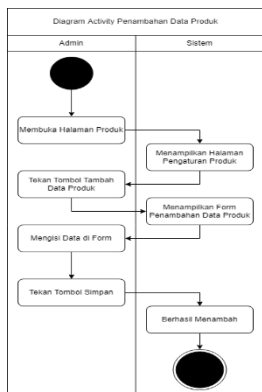 Diagram Activity Penambahan Data Produk
Admin
Sistem
Membuka Halaman Produk
Menampilkan Halaman
Pengaturan Produk
Tekan Tombol Tambah
Data Produk
Menampilkan Form
Penambahan Data Produk
Mengisi Data di Form
Tekan Tombol Simpan
Berhasil Menambah